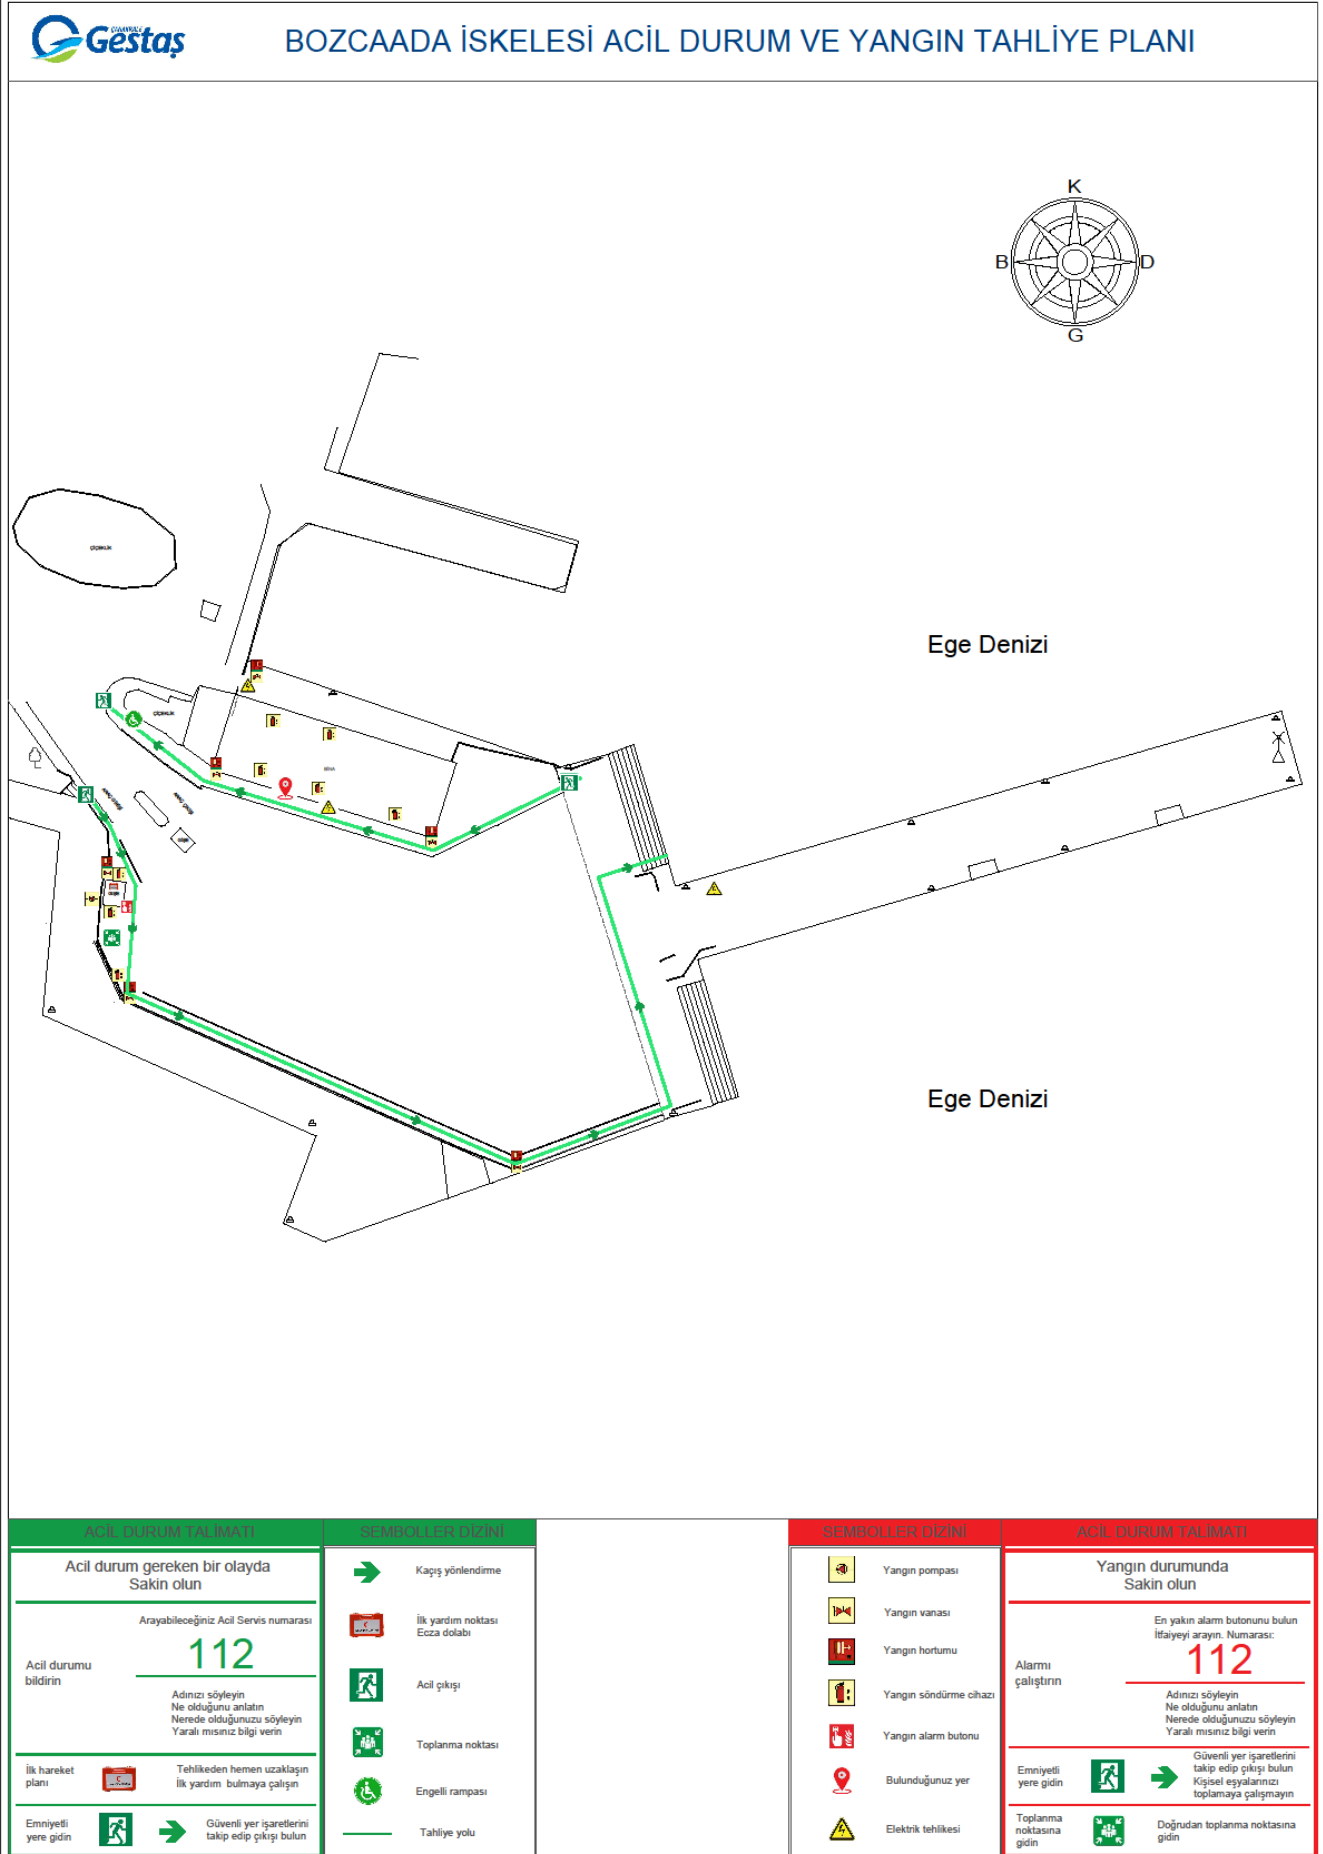 ÇANAKKALE
Gestaş
BOZCAADA İSKELESİ ACİL DURUM VE YANGIN TAHLİYE PLANI
K
B
D
G
ÇİÇEKLİK
Ege Denizi
ÇİÇEKLİK
Ege Denizi
ACİL DURUM TALİMATI
Acil durum gereken bir olayda
Sakin olun
Acil durumu
bildirin
Arayabileceğiniz Acil Servis numarası
112
Adınızı söyleyin
Ne olduğunu anlatın
Nerede olduğunuzu söyleyin
Yaralı mısınız bilgi verin
İlk hareket
planı
Tehlikeden hemen uzaklaşın
İlk yardım bulmaya çalışın
Emniyetli
yere gidin
Güvenli yer işaretlerini
takip edip çıkışı bulun
SEMBOLLER DİZİNİ
Kaçış yönlendirme
İlk yardım noktası
Ecza dolabı
Acil çıkışı
Toplanma noktası
Engelli rampası
Tahliye yolu
SEMBOLLER DİZİNİ
Yangın pompası
Yangın vanası
Yangın hortumu
Yangın söndürme cihazı
Yangın alarm butonu
Bulunduğunuz yer
Elektrik tehlikesi
ACİL DURUM TALİMATI
Yangın durumunda
Sakin olun
Alarmı
çalıştırın
En yakın alarm butonunu bulun
İtfaiyeyi arayın. Numarası:
112
Adınızı söyleyin
Ne olduğunu anlatın
Nerede olduğunuzu söyleyin
Yaralı mısınız bilgi verin
Emniyetli
yere gidin
Güvenli yer işaretlerini
takip edip çıkışı bulun
Kişisel eşyalarınızı
toplamaya çalışmayın
Toplanma
noktasına
gidin
Doğrudan toplanma noktasına
gidin